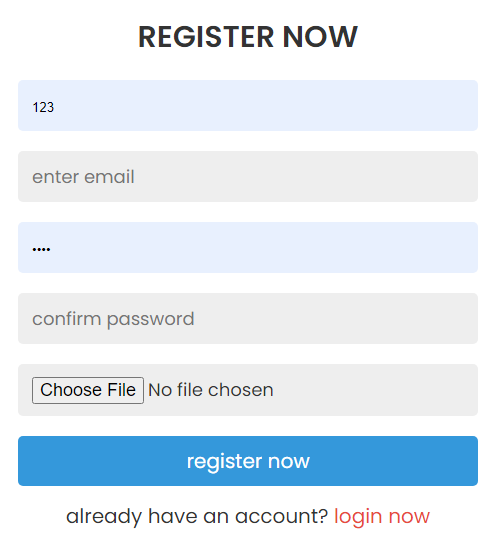 REGISTER NOW
123
enter email
••••
confirm password
Choose File No file chosen
register now
already have an account? login now